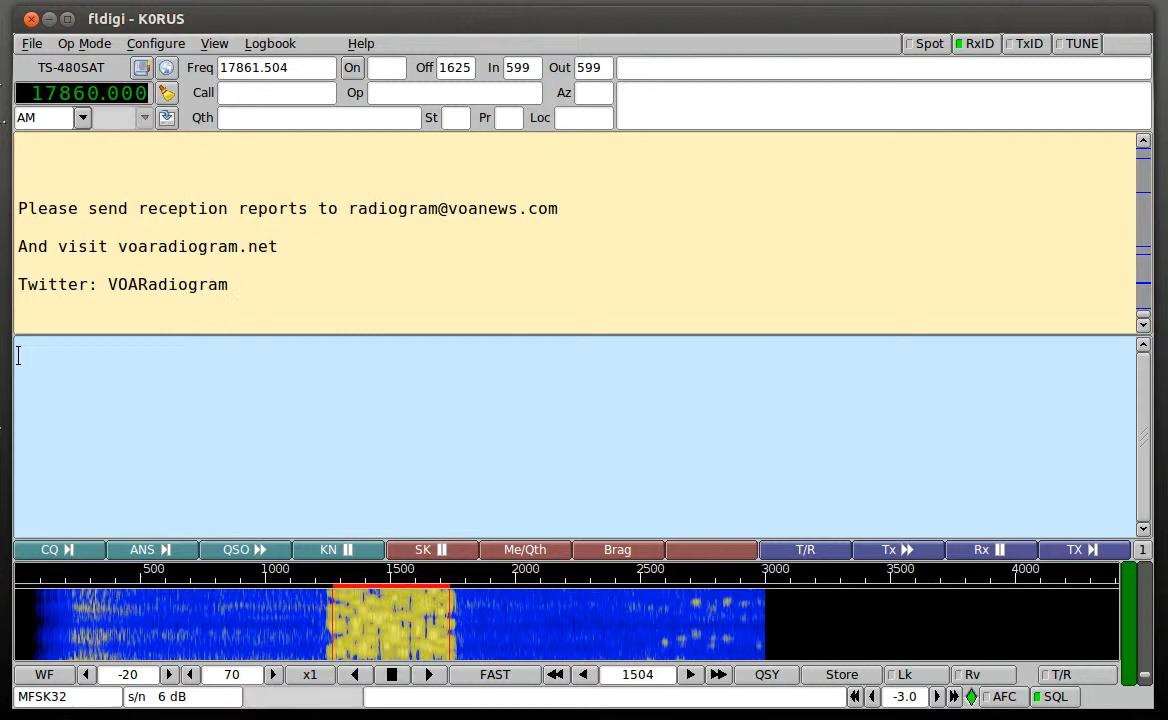 fldigi - K0RUS
File Op Mode Configure View Logbook Help Spot RxID TxID TUNE
TS-480SAT Freq 17861.504 On Off 1625 In 599 Out 599
17860.000 Call Op Az
AM Qth St Pr Loc
Please send reception reports to radiogram@voanews.com
And visit voaradiogram.net
Twitter: VOARadiogram
CQ ANS QSO KN SK Me/Qth Brag T/R Tx Rx TX 1
500 1000 1500 2000 2500 3000 3500 4000
WF -20 70 x1 FAST 1504 QSY Store Lk Rv T/R
MFSK32 s/n 6 dB -3.0 AFC SQL